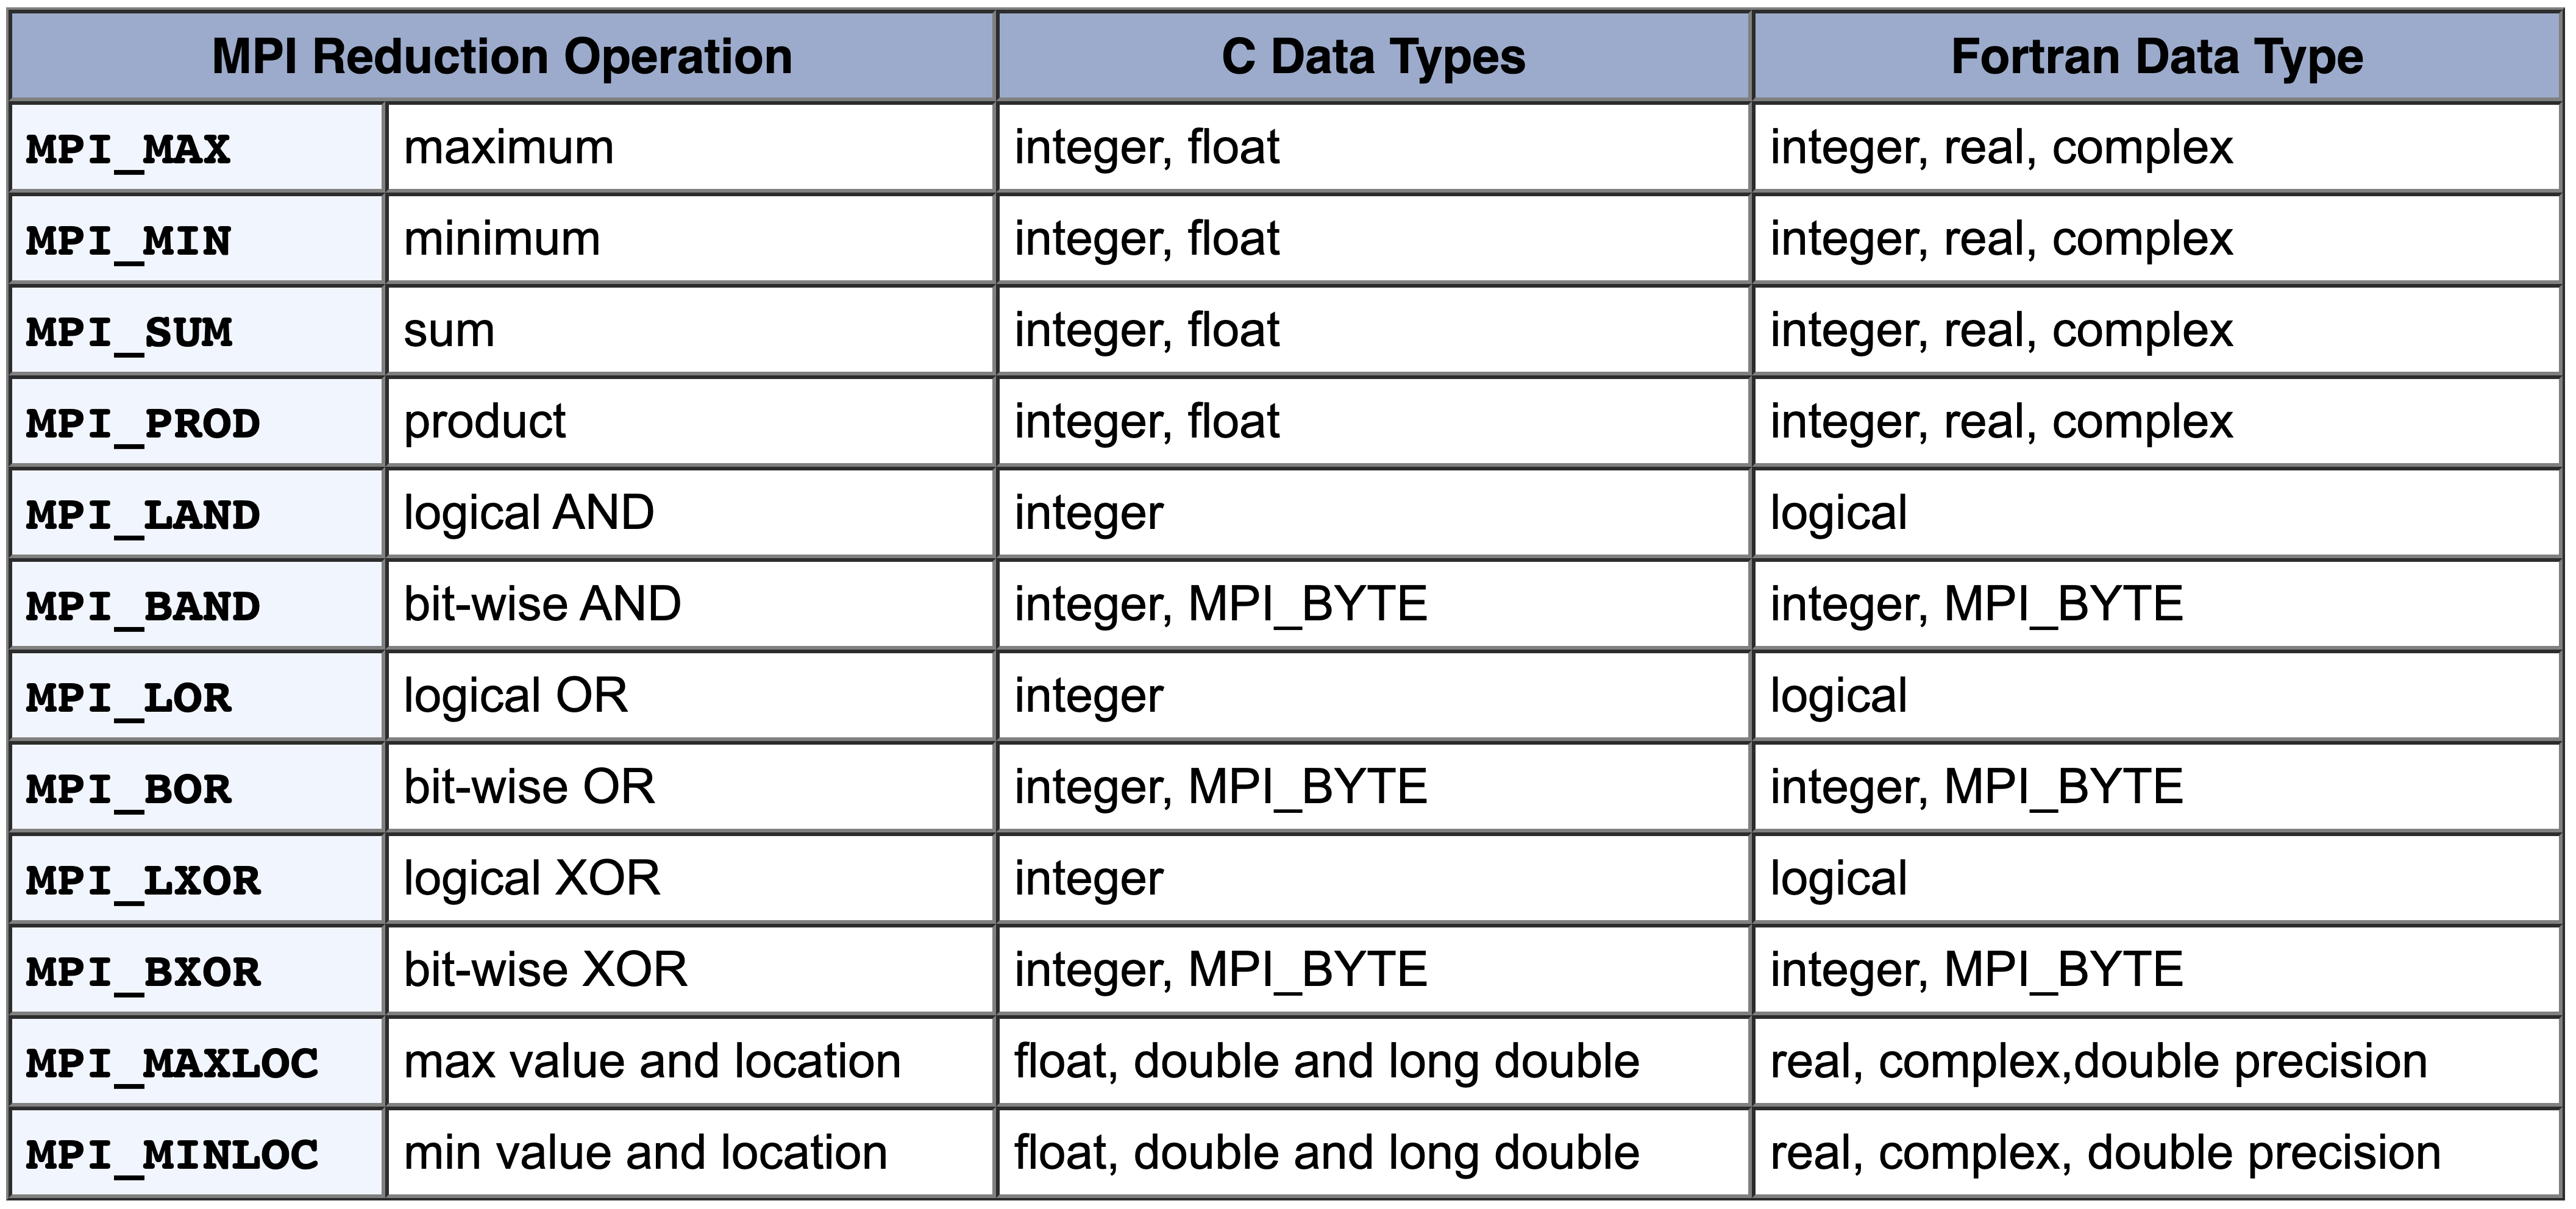 MPI Reduction Operation C Data Types Fortran Data Type
MPI_MAX maximum integer, float integer, real, complex
MPI_MIN minimum integer, float integer, real, complex
MPI_SUM sum integer, float integer, real, complex
MPI_PROD product integer, float integer, real, complex
MPI_LAND logical AND integer logical
MPI_BAND bit-wise AND integer, MPI_BYTE integer, MPI_BYTE
MPI_LOR logical OR integer logical
MPI_BOR bit-wise OR integer, MPI_BYTE integer, MPI_BYTE
MPI_LXOR logical XOR integer logical
MPI_BXOR bit-wise XOR integer, MPI_BYTE integer, MPI_BYTE
MPI_MAXLOC max value and location float, double and long double real, complex,double precision
MPI_MINLOC min value and location float, double and long double real, complex, double precision